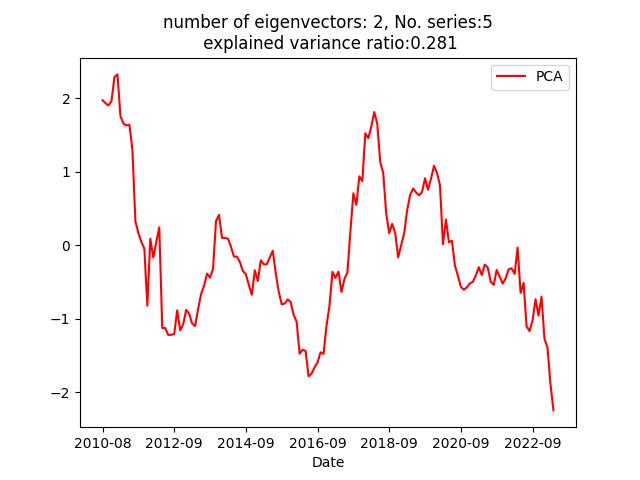 number of eigenvectors: 2, No. series:5
explained variance ratio:0.281
PCA
2
1
0
−1
−2
2010-08 2012-09 2014-09 2016-09 2018-09 2020-09 2022-09
Date